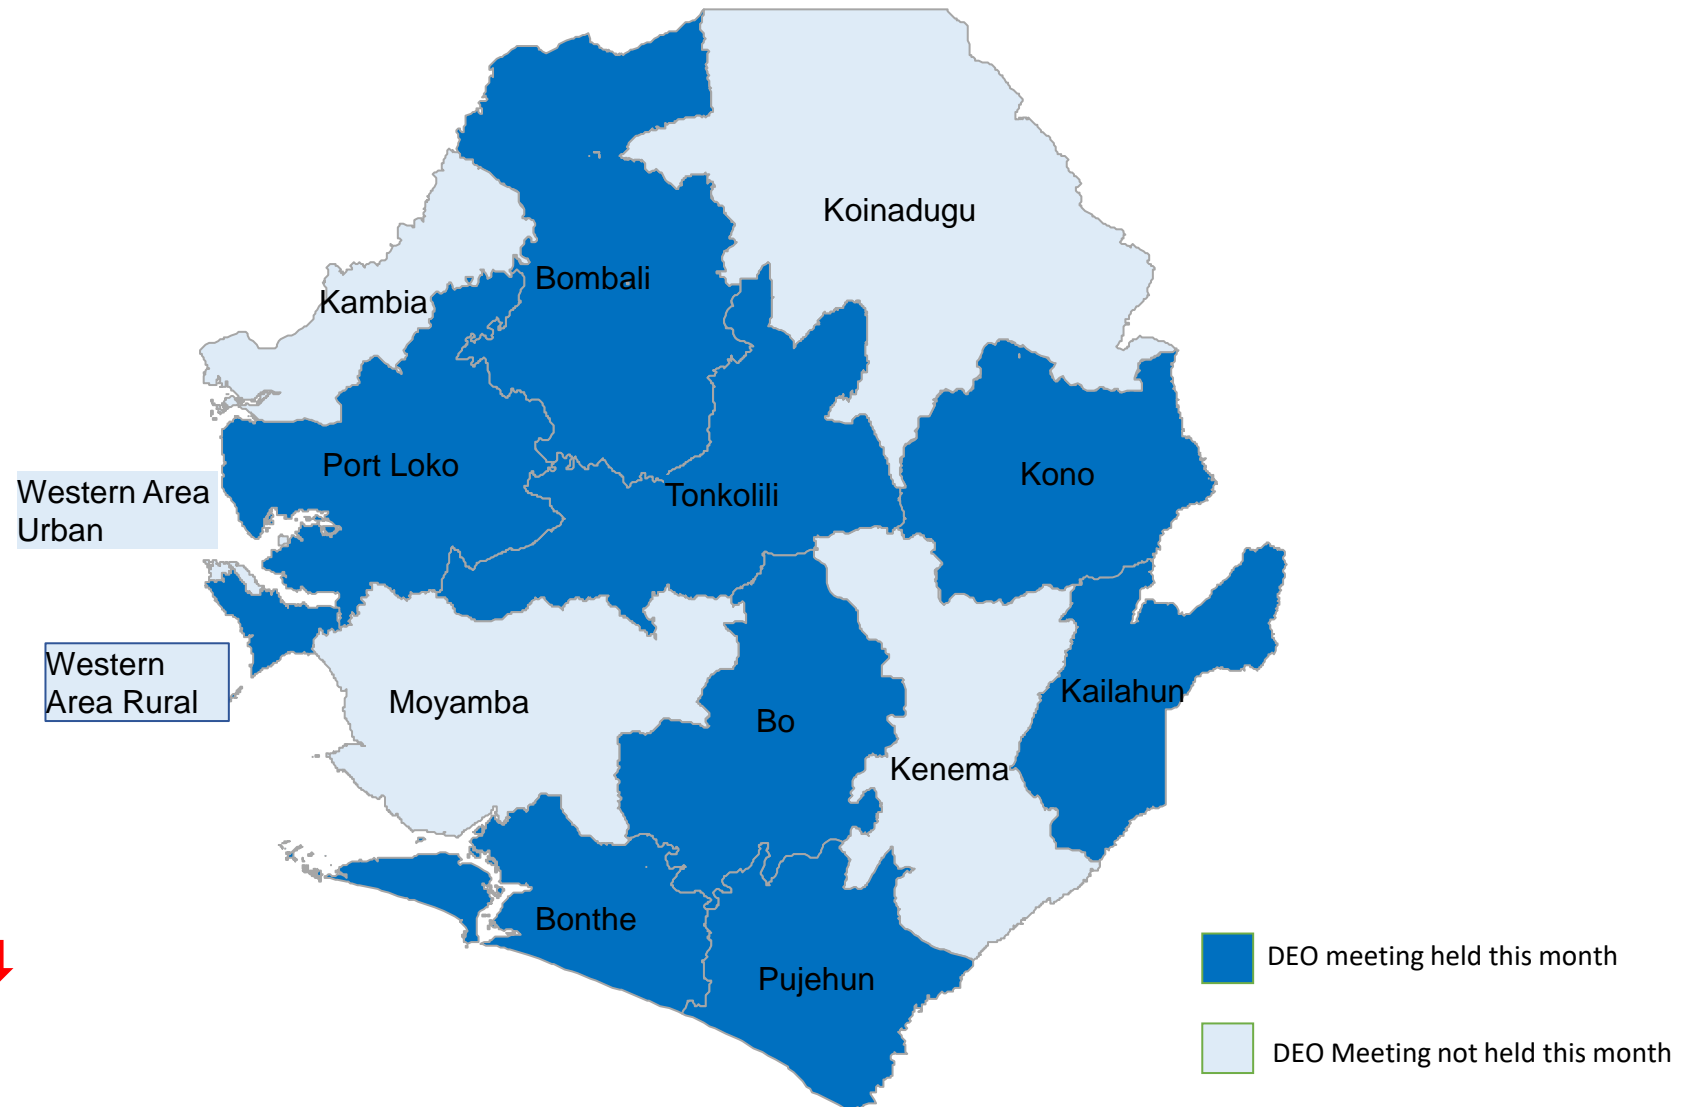 Koinadugu
Bombali
Kambia
Port Loko
Kono
Western Area
Urban
Tonkolili
Western
Area Rural
Moyamba
Kailahun
Bo
Kenema
Bonthe
Pujehun
DEO meeting held this month
DEO Meeting not held this month